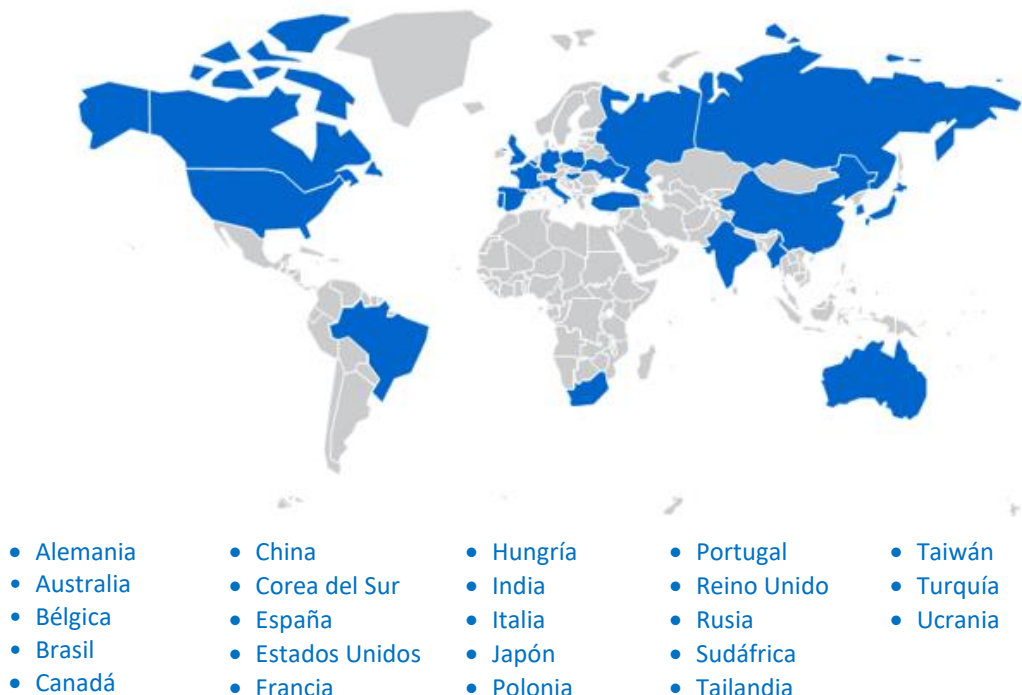 • Alemania
• Australia
• Bélgica
• Brasil
• Canadá
• China
• Corea del Sur
• España
• Estados Unidos
• Francia
• Hungría
• India
• Italia
• Japón
• Polonia
• Portugal
• Reino Unido
• Rusia
• Sudáfrica
• Tailandia
• Taiwán
• Turquía
• Ucrania